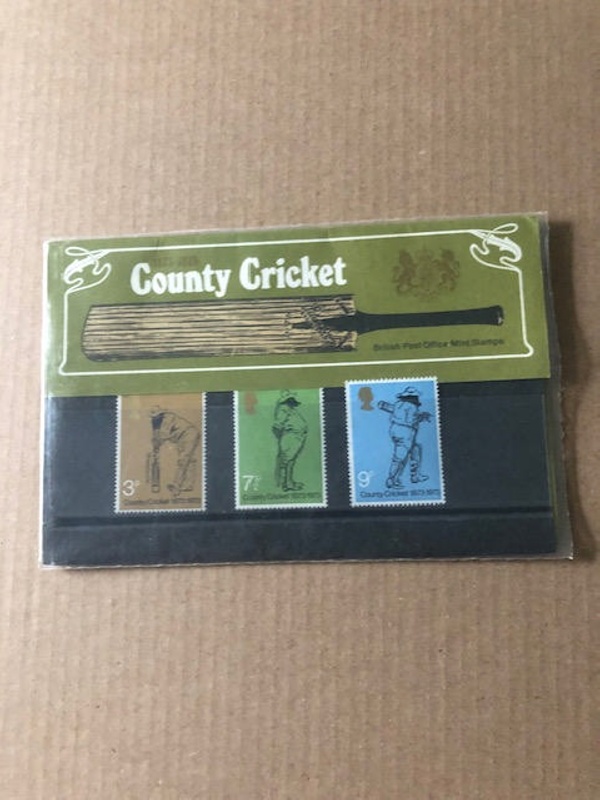 1873-1973
County Cricket
British Post Office Mint Stamps
3P
County Cricket 1873-1973
7½P
County Cricket 1873-1973
9P
County Cricket 1873-1973